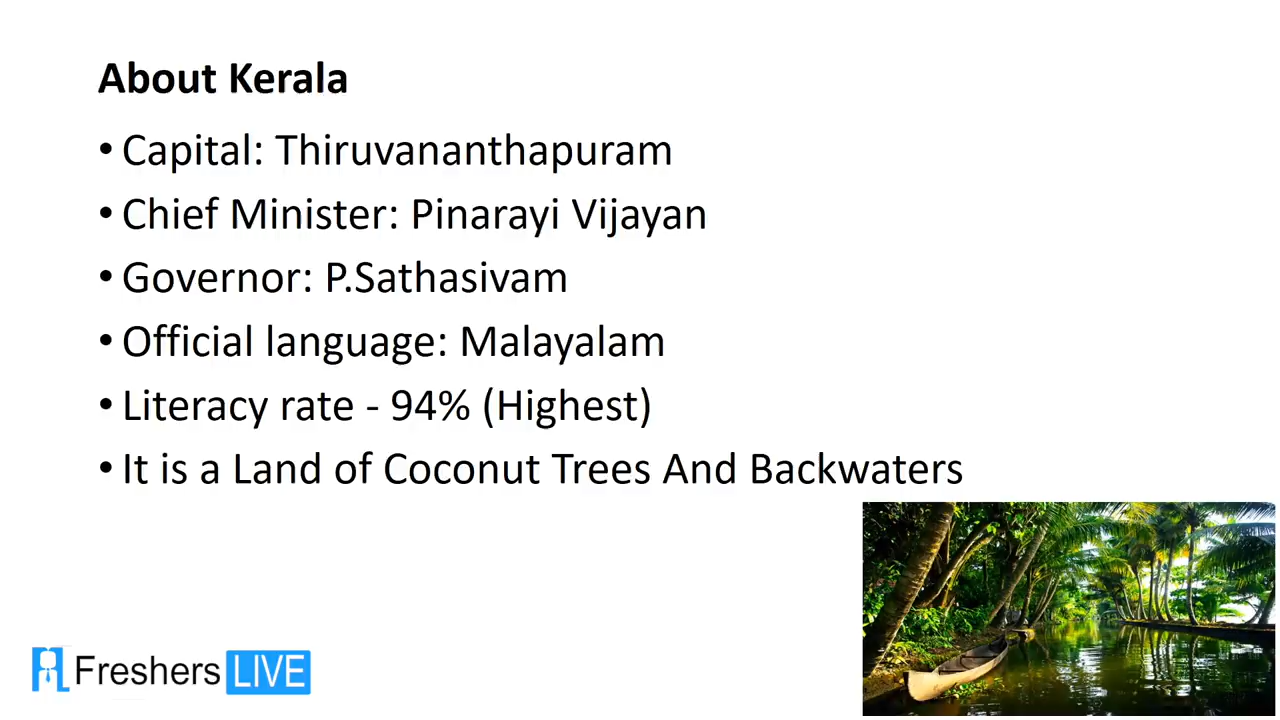 About Kerala
• Capital: Thiruvananthapuram
• Chief Minister: Pinarayi Vijayan
• Governor: P.Sathasivam
• Official language: Malayalam
• Literacy rate - 94% (Highest)
• It is a Land of Coconut Trees And Backwaters
Freshers LIVE